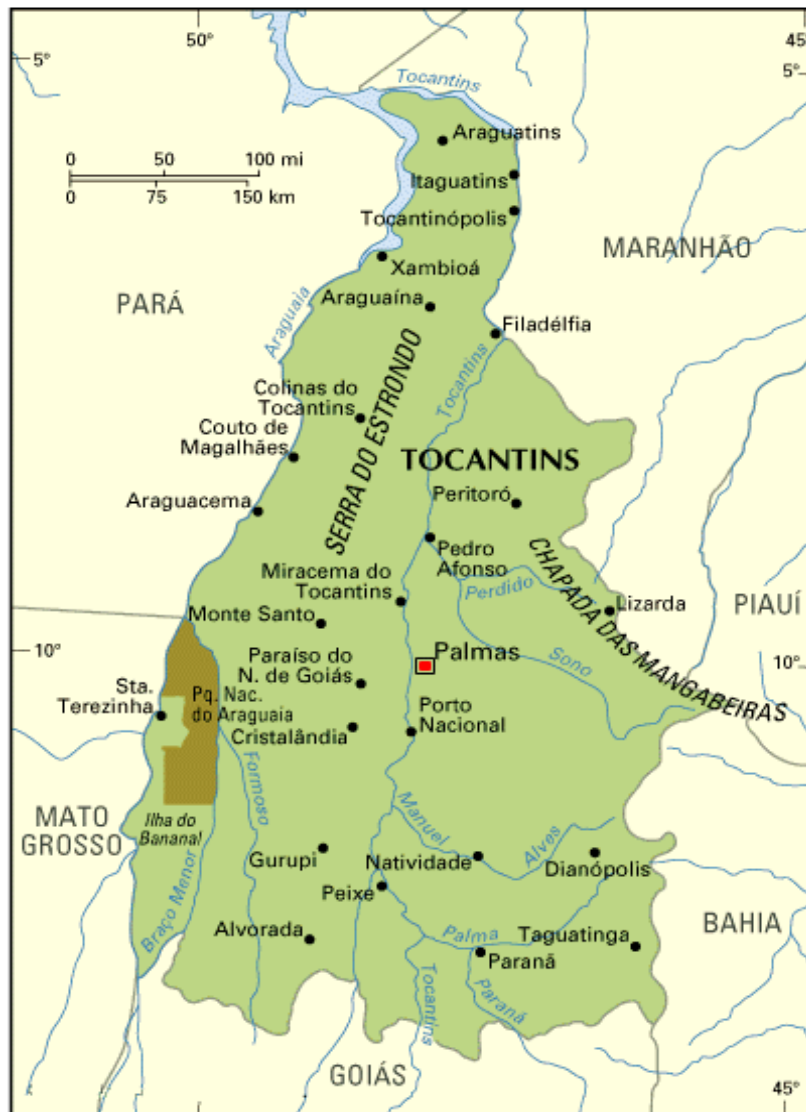 50°
45°
5°
5°
Tocantins
Araguatins
0 50 100 mi
0 75 150 km
Itaguatins
Tocantinópolis
MARANHÃO
Xambioá
PARÁ
Araguaína
Araguaia
Filadélfia
Tocantins
Colinas do
Tocantins
SERRA DO ESTRONDO
Couto de
Magalhães
TOCANTINS
Peritoró
Araguacema
Pedro
Afonso
CHAPADA DAS MANGABEIRAS
Miracema do
Tocantins
Perdido
Lizarda
PIAUÍ
Monte Santo
10°
Palmas
10°
Paraíso do
N. de Goiás
Sono
Sta.
Terezinha
Pq. Nac.
do Araguaia
Porto
Nacional
Cristalândia
Formoso
MATO
GROSSO
Ilha do
Bananal
Manuel
Alves
Gurupi
Natividade
Dianópolis
Peixe
Braço Menor
BAHIA
Alvorada
Palma
Taguatinga
Paranã
Tocantins
Paranã
GOIÁS
45°